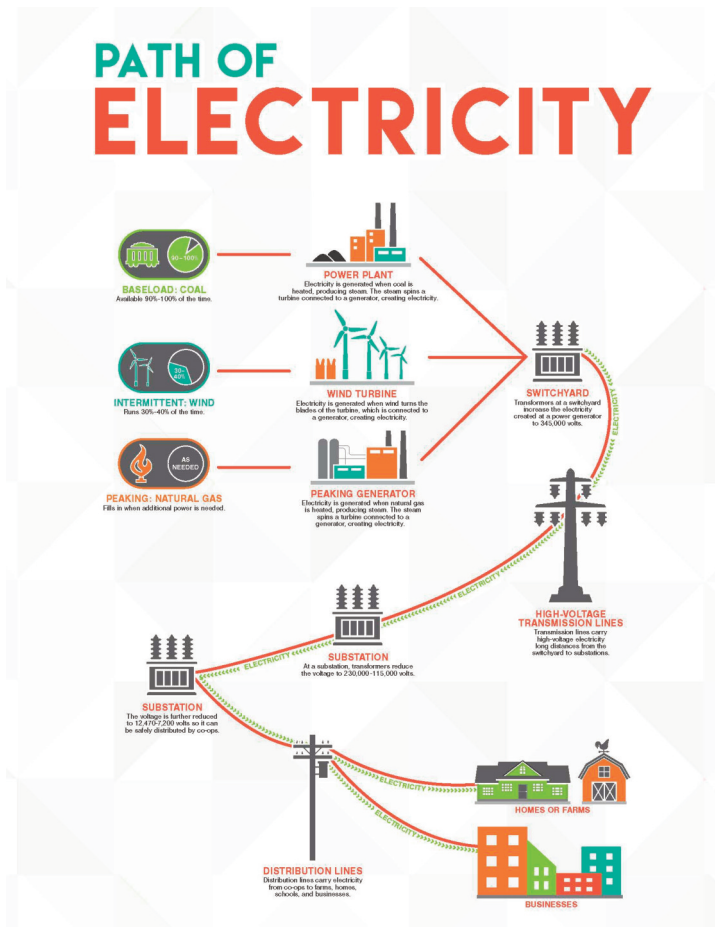 PATH OF
ELECTRICITY
90-100%
BASELOAD: COAL
Available 90%-100% of the time.
POWER PLANT
Electricity is generated when coal is
heated, producing steam. The steam spins a
turbine connected to a generator, creating electricity.
30-
40%
INTERMITTENT: WIND
Runs 30%-40% of the time.
WIND TURBINE
Electricity is generated when wind turns the
blades of the turbine, which is connected to
a generator, creating electricity.
SWITCHYARD
Transformers at a switchyard
increase the electricity
created at a power generator
to 345,000 volts.
ELECTRICITY
AS
NEEDED
PEAKING: NATURAL GAS
Fills in when additional power is needed.
PEAKING GENERATOR
Electricity is generated when natural gas
is heated, producing steam. The steam
spins a turbine connected to a
generator, creating electricity.
HIGH-VOLTAGE
TRANSMISSION LINES
Transmission lines carry
high-voltage electricity
long distances from the
switchyard to substations.
ELECTRICITY
SUBSTATION
At a substation, transformers reduce
the voltage to 230,000-115,000 volts.
ELECTRICITY
SUBSTATION
The voltage is further reduced
to 12,470-7,200 volts so it can
be safely distributed by co-ops.
ELECTRICITY
HOMES OR FARMS
ELECTRICITY
DISTRIBUTION LINES
Distribution lines carry electricity
from co-ops to farms, homes,
schools, and businesses.
BUSINESSES